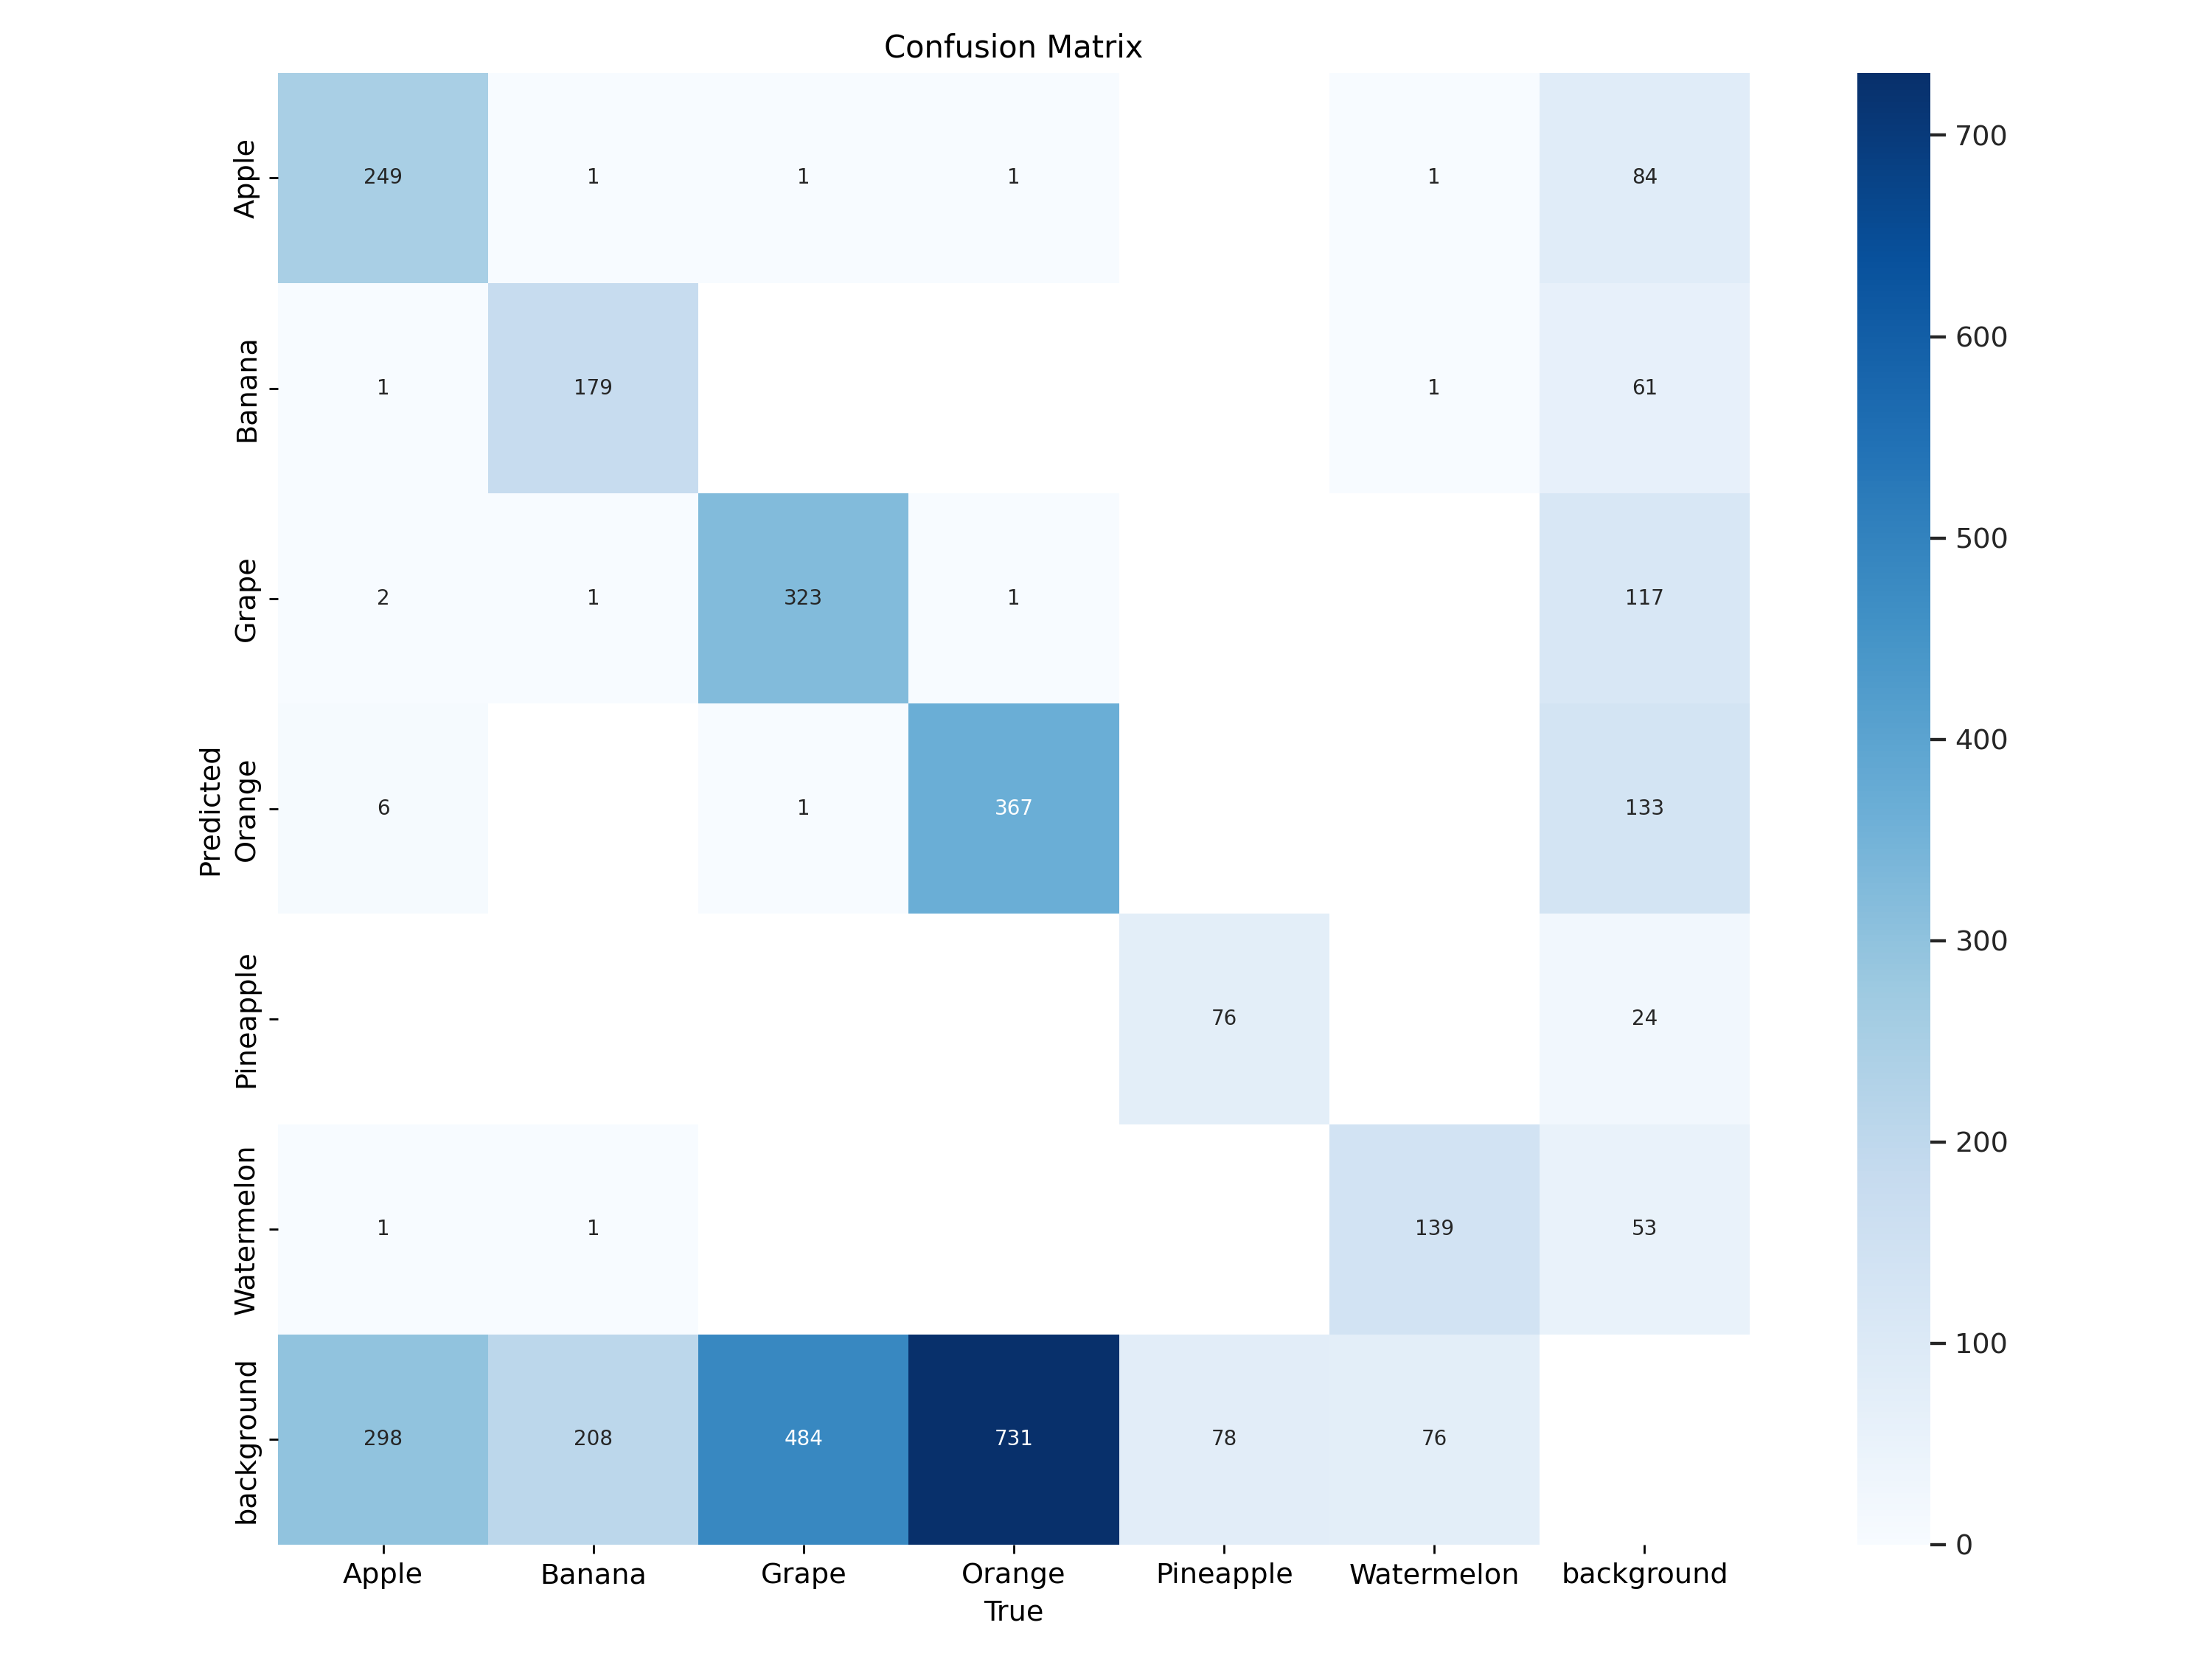 Confusion Matrix
Apple 249 1 1 1 1 84
Banana 1 179 1 61
Grape 2 1 323 1 117
Orange 6 1 367 133
Pineapple 76 24
Watermelon 1 1 139 53
background 298 208 484 731 78 76
Predicted
Apple Banana Grape Orange Pineapple Watermelon background
True
700
600
500
400
300
200
100
0